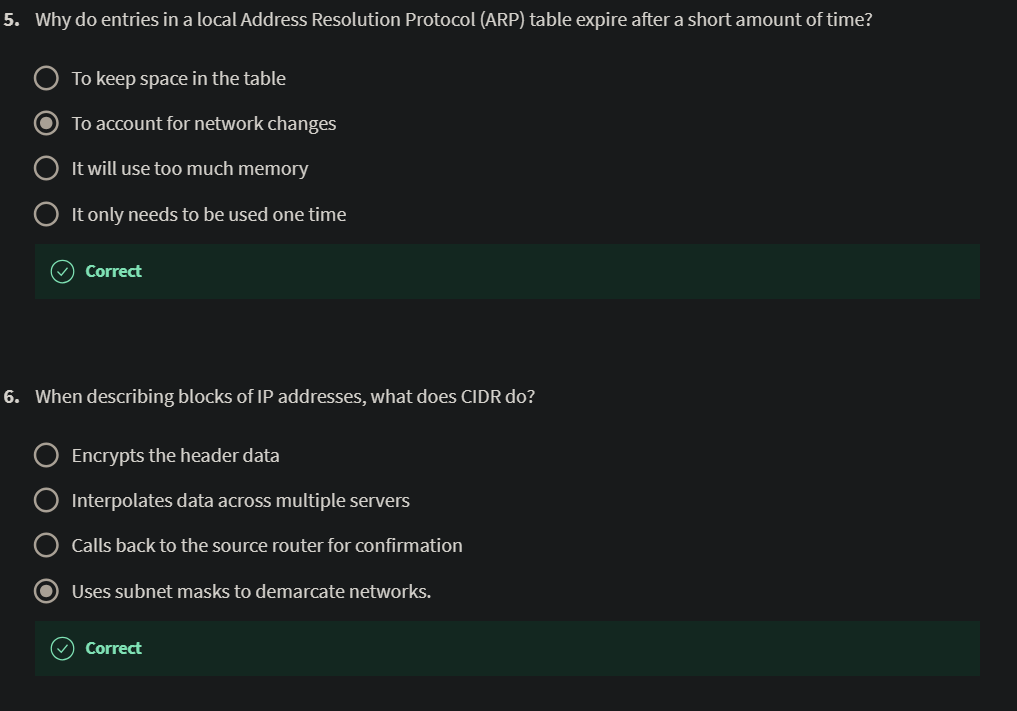 5. Why do entries in a local Address Resolution Protocol (ARP) table expire after a short amount of time?
To keep space in the table
To account for network changes
It will use too much memory
It only needs to be used one time
Correct
6. When describing blocks of IP addresses, what does CIDR do?
Encrypts the header data
Interpolates data across multiple servers
Calls back to the source router for confirmation
Uses subnet masks to demarcate networks.
Correct